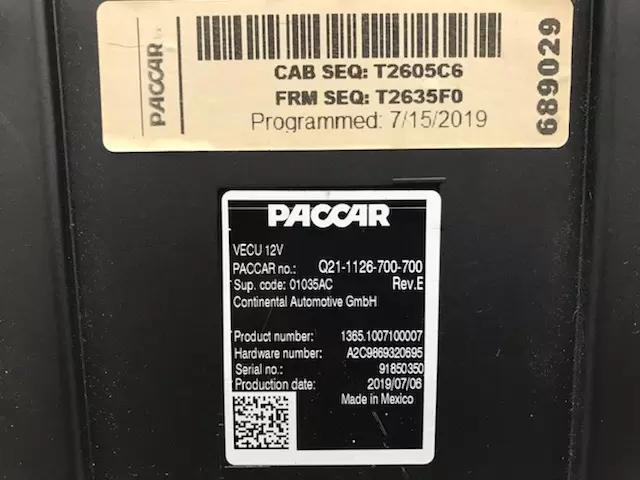 PACCAR
CAB SEQ: T2605C6
FRM SEQ: T2635F0
Programmed: 7/15/2019
689029
PACCAR
VECU 12V
PACCAR no.: Q21-1126-700-700
Sup. code: 01035AC Rev.E
Continental Automotive GmbH
Product number: 1365.1007100007
Hardware number: A2C9869320695
Serial no.: 91850350
Production date: 2019/07/06
Made in Mexico